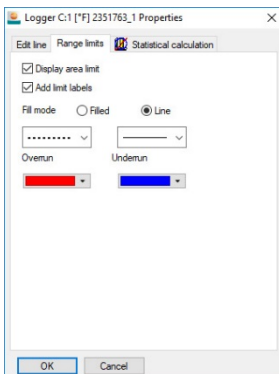 Logger C:1 [°F] 2351763_1 Properties
Edit line Range limits Statistical calculation
Display area limit
Add limit labels
Fill mode Filled Line
Overrun Underrun
OK Cancel